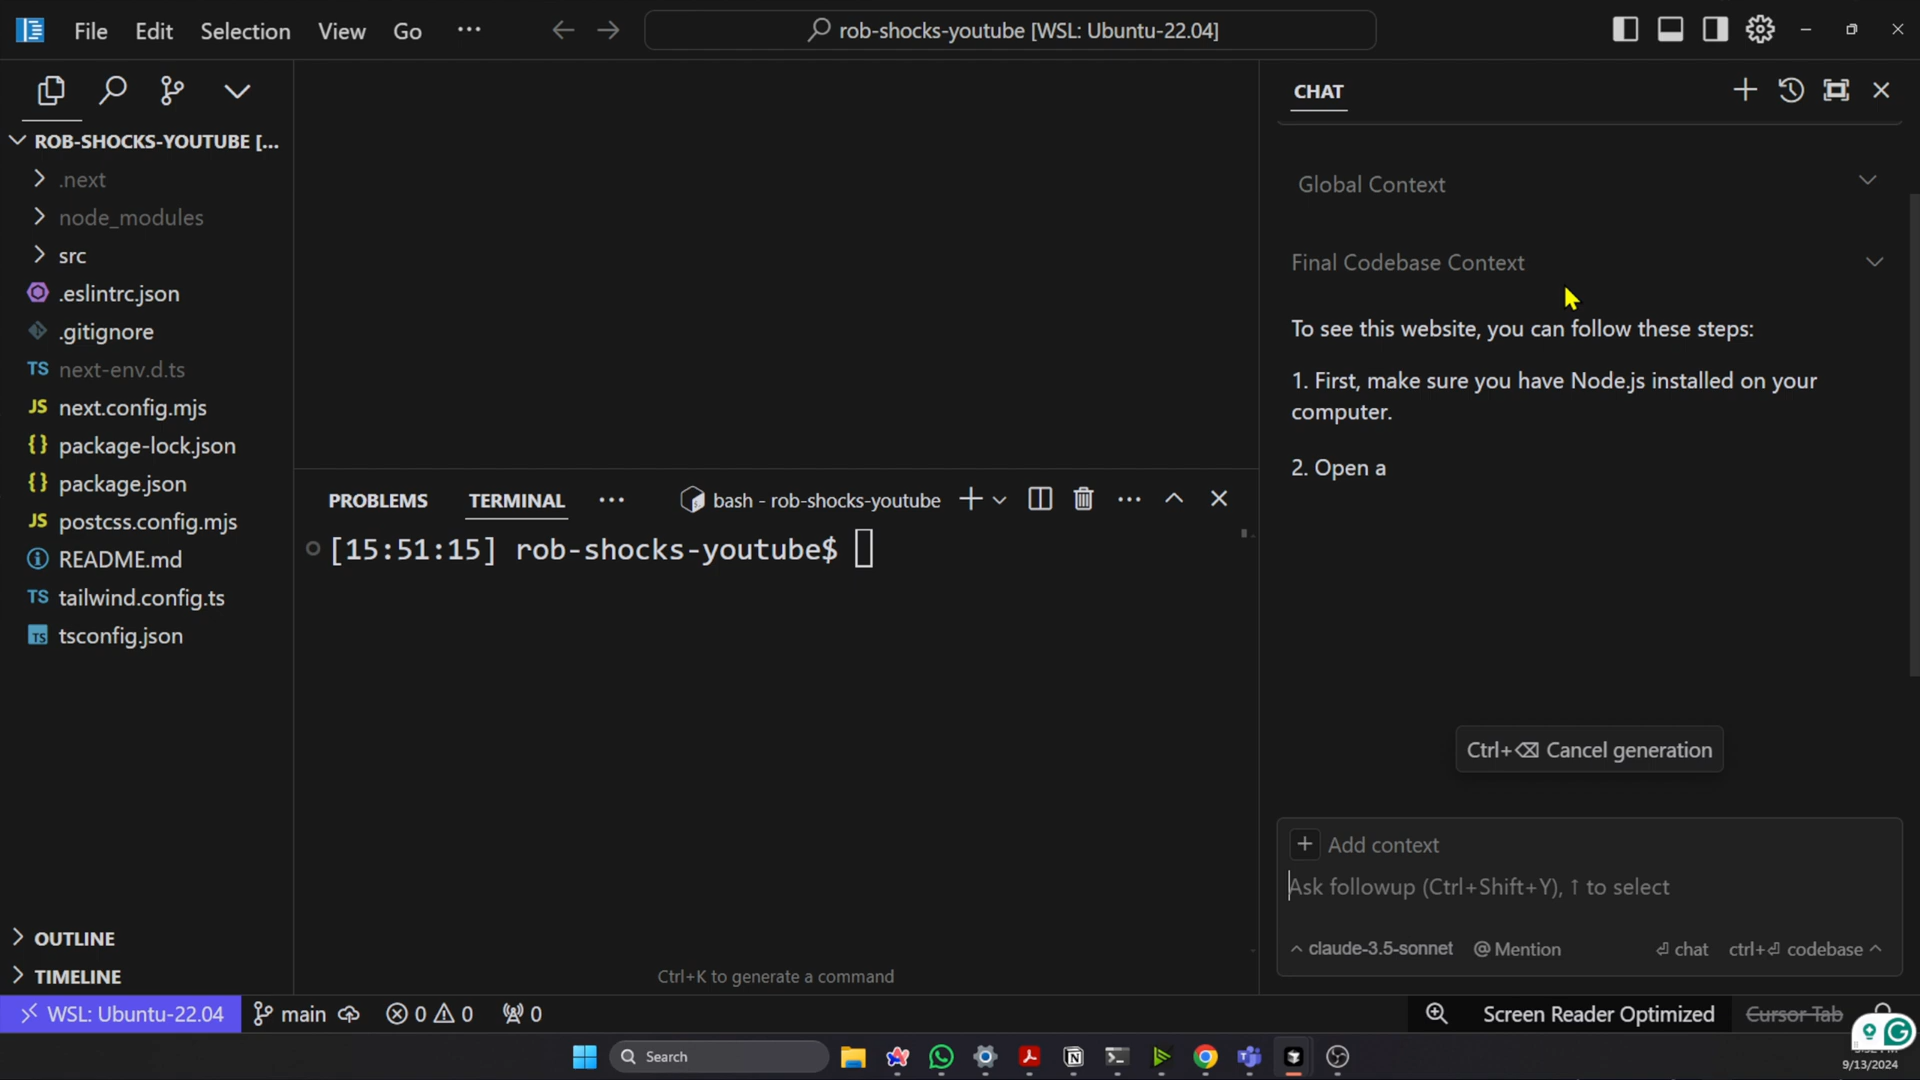 File Edit Selection View Go ···
rob-shocks-youtube [WSL: Ubuntu-22.04]
ROB-SHOCKS-YOUTUBE [...
.next
node_modules
src
.eslintrc.json
.gitignore
TS next-env.d.ts
JS next.config.mjs
{} package-lock.json
{} package.json
JS postcss.config.mjs
README.md
TS tailwind.config.ts
TS tsconfig.json
OUTLINE
TIMELINE
PROBLEMS TERMINAL ··· bash - rob-shocks-youtube
[15:51:15] rob-shocks-youtube$
Ctrl+K to generate a command
CHAT
Global Context
Final Codebase Context
To see this website, you can follow these steps:
1. First, make sure you have Node.js installed on your
computer.
2. Open a
Ctrl+⌫ Cancel generation
+ Add context
Ask followup (Ctrl+Shift+Y), ↑ to select
^ claude-3.5-sonnet @ Mention ⏎ chat ctrl+⏎ codebase ^
WSL: Ubuntu-22.04 main 0 0 0 Screen Reader Optimized Cursor Tab
Search
9/13/2024